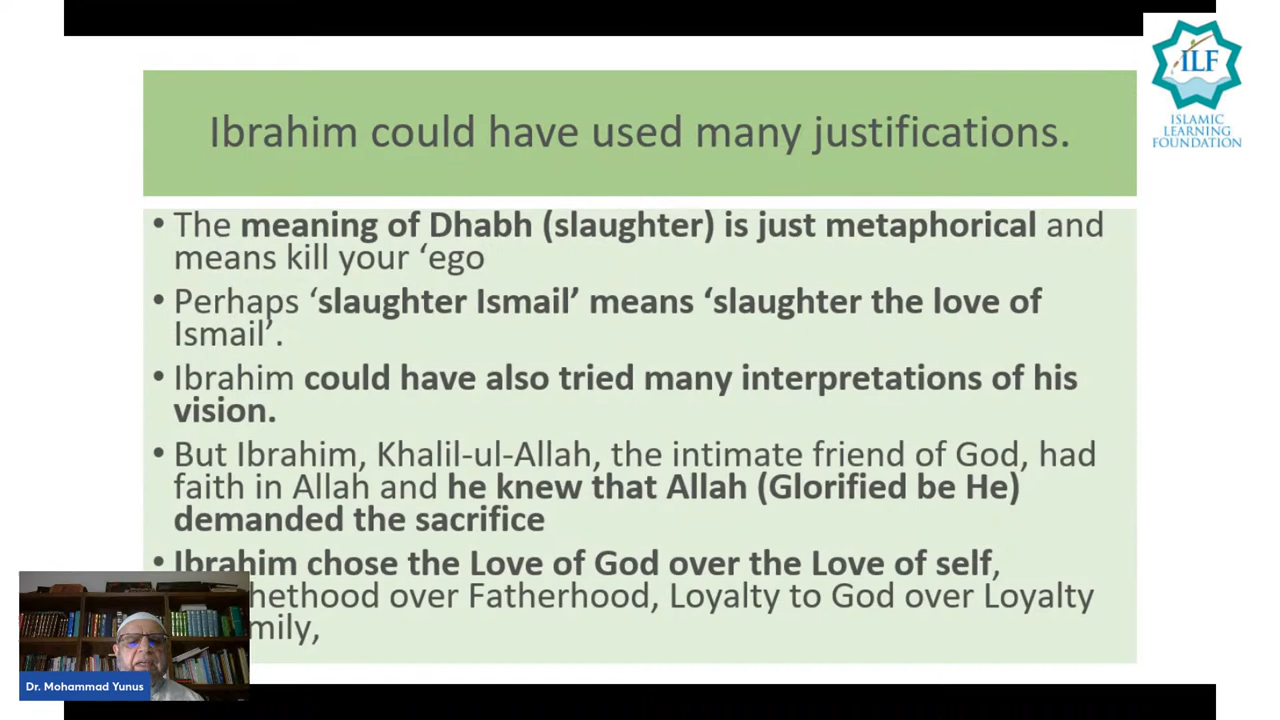 ILF
ISLAMIC
LEARNING
FOUNDATION
Ibrahim could have used many justifications.
• The meaning of Dhabh (slaughter) is just metaphorical and
means kill your ‘ego
• Perhaps ‘slaughter Ismail’ means ‘slaughter the love of
Ismail’.
• Ibrahim could have also tried many interpretations of his
vision.
• But Ibrahim, Khalil-ul-Allah, the intimate friend of God, had
faith in Allah and he knew that Allah (Glorified be He)
demanded the sacrifice
• Ibrahim chose the Love of God over the Love of self,
hethood over Fatherhood, Loyalty to God over Loyalty
mily,
Dr. Mohammad Yunus